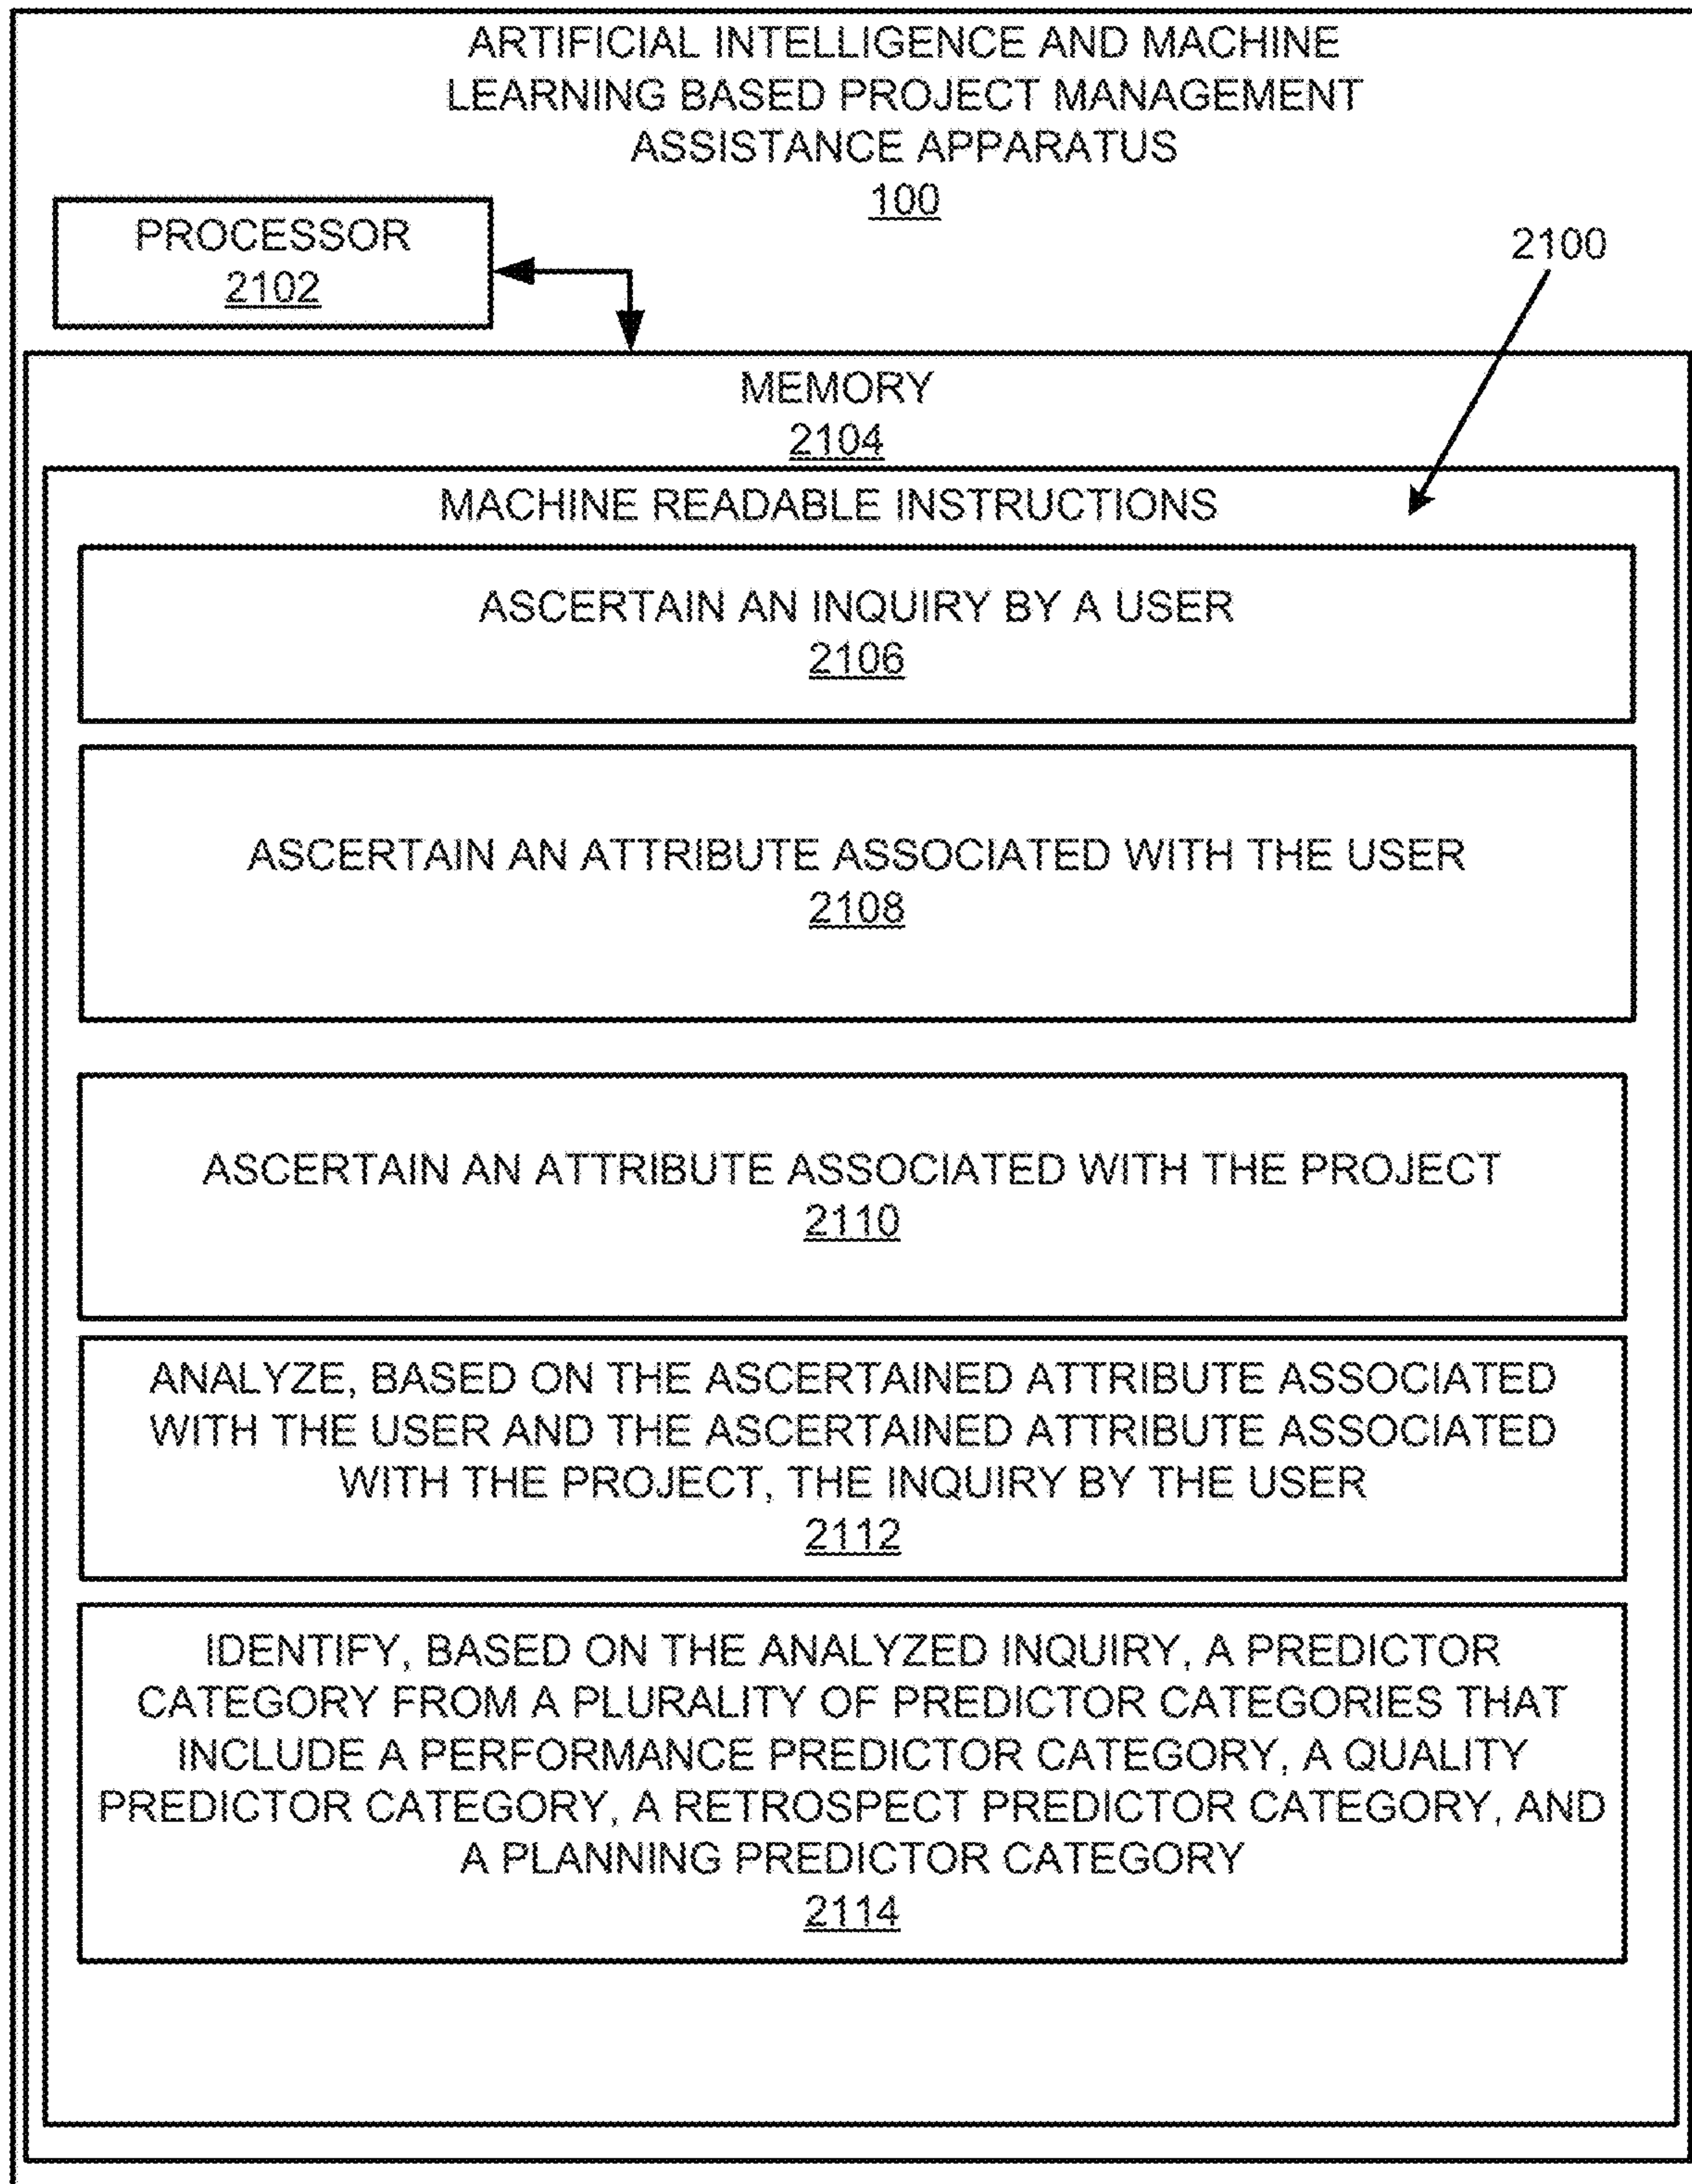 ARTIFICIAL INTELLIGENCE AND MACHINE
LEARNING BASED PROJECT MANAGEMENT
ASSISTANCE APPARATUS
100
PROCESSOR
2102
2100
MEMORY
2104
MACHINE READABLE INSTRUCTIONS
ASCERTAIN AN INQUIRY BY A USER
2106
ASCERTAIN AN ATTRIBUTE ASSOCIATED WITH THE USER
2108
ASCERTAIN AN ATTRIBUTE ASSOCIATED WITH THE PROJECT
2110
ANALYZE, BASED ON THE ASCERTAINED ATTRIBUTE ASSOCIATED
WITH THE USER AND THE ASCERTAINED ATTRIBUTE ASSOCIATED
WITH THE PROJECT, THE INQUIRY BY THE USER
2112
IDENTIFY, BASED ON THE ANALYZED INQUIRY, A PREDICTOR
CATEGORY FROM A PLURALITY OF PREDICTOR CATEGORIES THAT
INCLUDE A PERFORMANCE PREDICTOR CATEGORY, A QUALITY
PREDICTOR CATEGORY, A RETROSPECT PREDICTOR CATEGORY, AND
A PLANNING PREDICTOR CATEGORY
2114